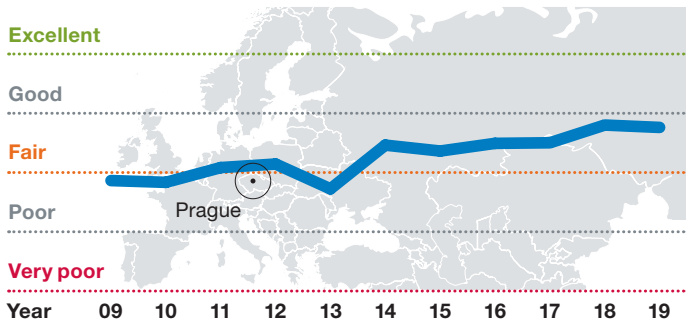 Excellent
Good
Fair
Poor
Prague
Very poor
Year 09 10 11 12 13 14 15 16 17 18 19